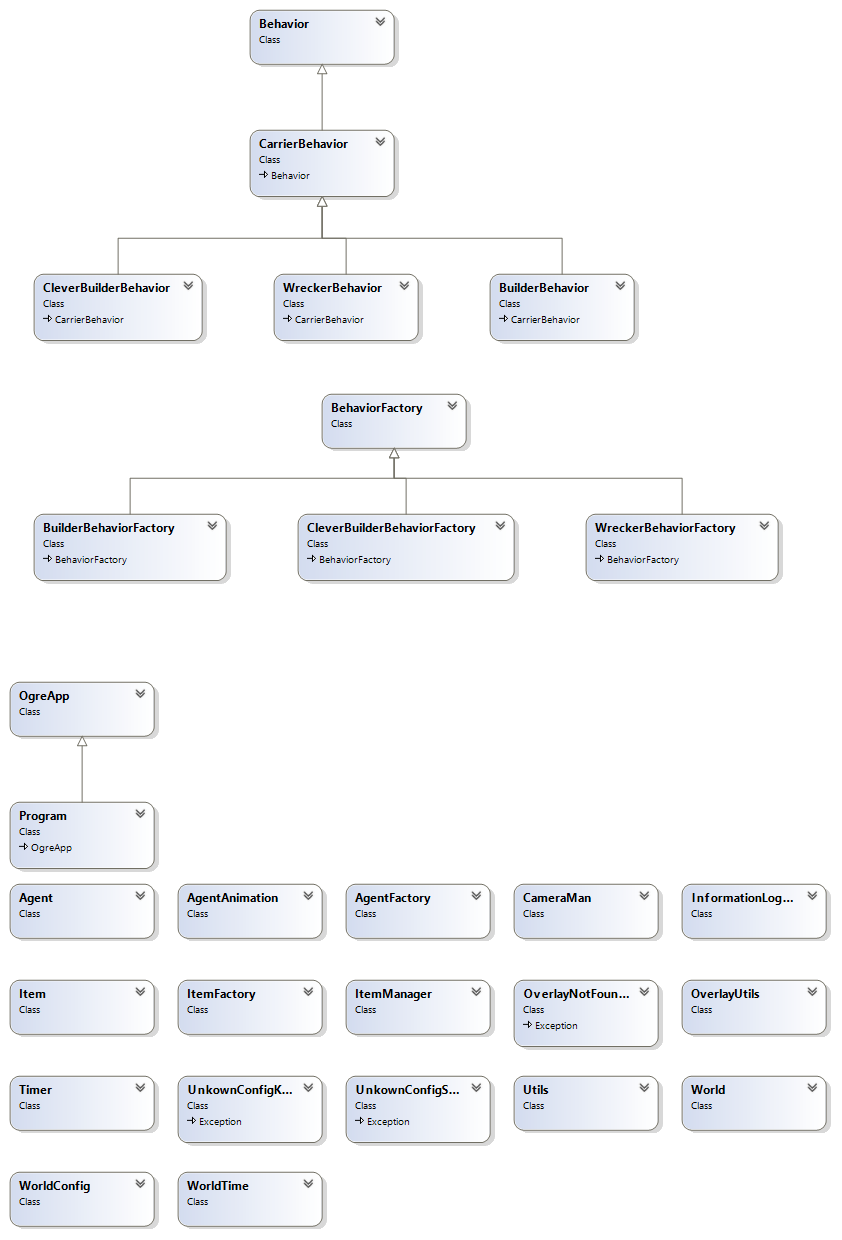 Behavior
Class
CarrierBehavior
Class
Behavior
CleverBuilderBehavior
Class
CarrierBehavior
WreckerBehavior
Class
CarrierBehavior
BuilderBehavior
Class
CarrierBehavior
BehaviorFactory
Class
BuilderBehaviorFactory
Class
BehaviorFactory
CleverBuilderBehaviorFactory
Class
BehaviorFactory
WreckerBehaviorFactory
Class
BehaviorFactory
OgreApp
Class
Program
Class
OgreApp
Agent
Class
AgentAnimation
Class
AgentFactory
Class
CameraMan
Class
InformationLog...
Class
Item
Class
ItemFactory
Class
ItemManager
Class
OverlayNotFoun...
Class
Exception
OverlayUtils
Class
Timer
Class
UnkownConfigK...
Class
Exception
UnkownConfigS...
Class
Exception
Utils
Class
World
Class
WorldConfig
Class
WorldTime
Class